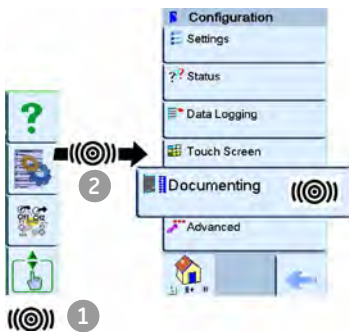 Configuration
Settings
?? Status
Data Logging
Touch Screen
Documenting
Advanced
?
2
1